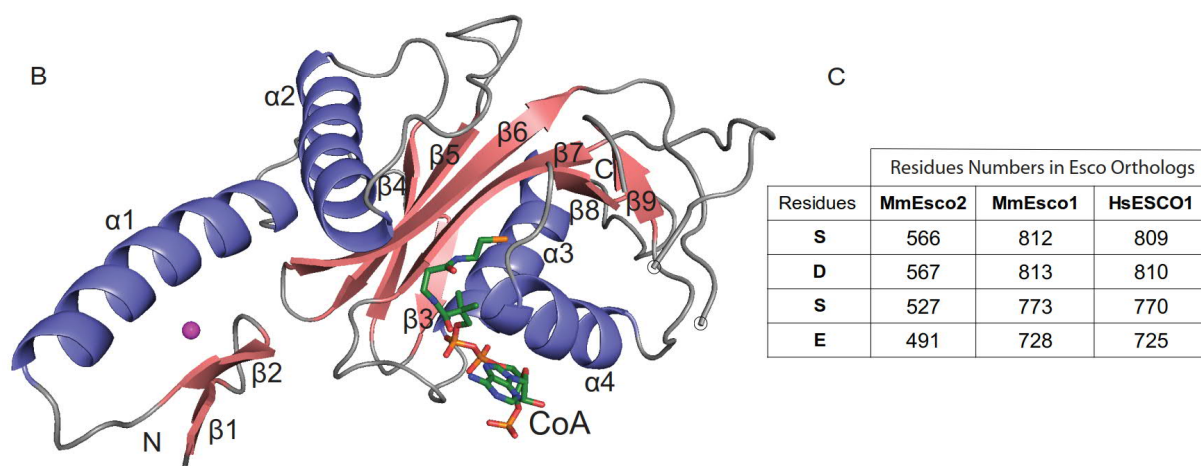 B
C
α2
α1
β4
β5
β6
β7
C
β8
β9
α3
β3
α4
β2
β1
N
CoA
Residues Numbers in Esco Orthologs
Residues MmEsco2 MmEsco1 HsESCO1
S 566 812 809
D 567 813 810
S 527 773 770
E 491 728 725